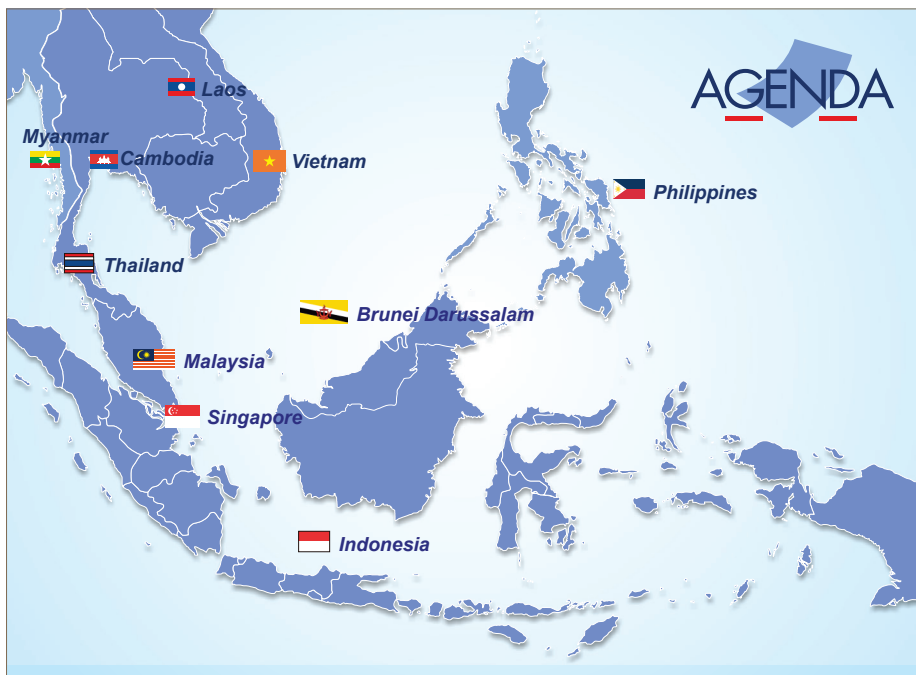 AGENDA
Laos
Myanmar
Cambodia
Vietnam
Philippines
Thailand
Brunei Darussalam
Malaysia
Singapore
Indonesia